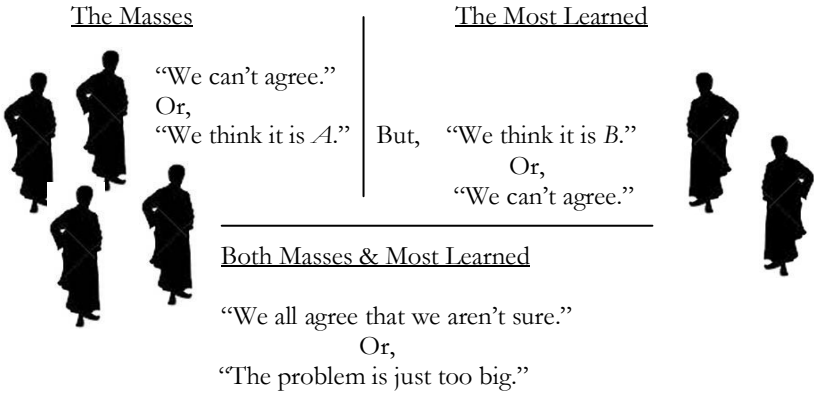 The Masses
“We can’t agree.”
Or,
“We think it is A.”
The Most Learned
But, “We think it is B.”
Or,
“We can’t agree.”
Both Masses & Most Learned
“We all agree that we aren’t sure.”
Or,
“The problem is just too big.”